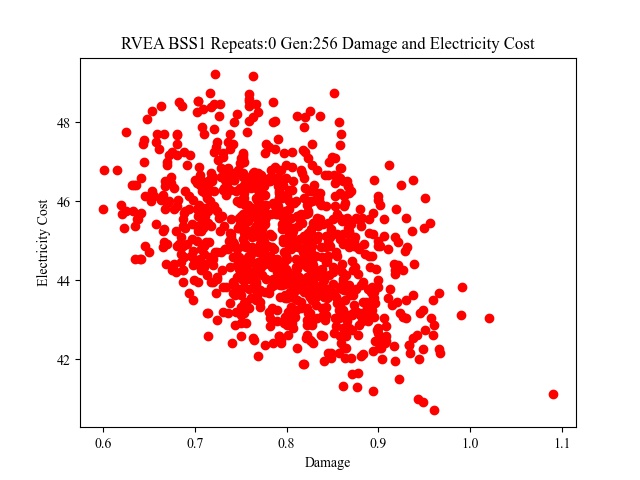 RVEA BSS1 Repeats:0 Gen:256 Damage and Electricity Cost
48
46
44
42
Electricity Cost
0.6 0.7 0.8 0.9 1.0 1.1
Damage